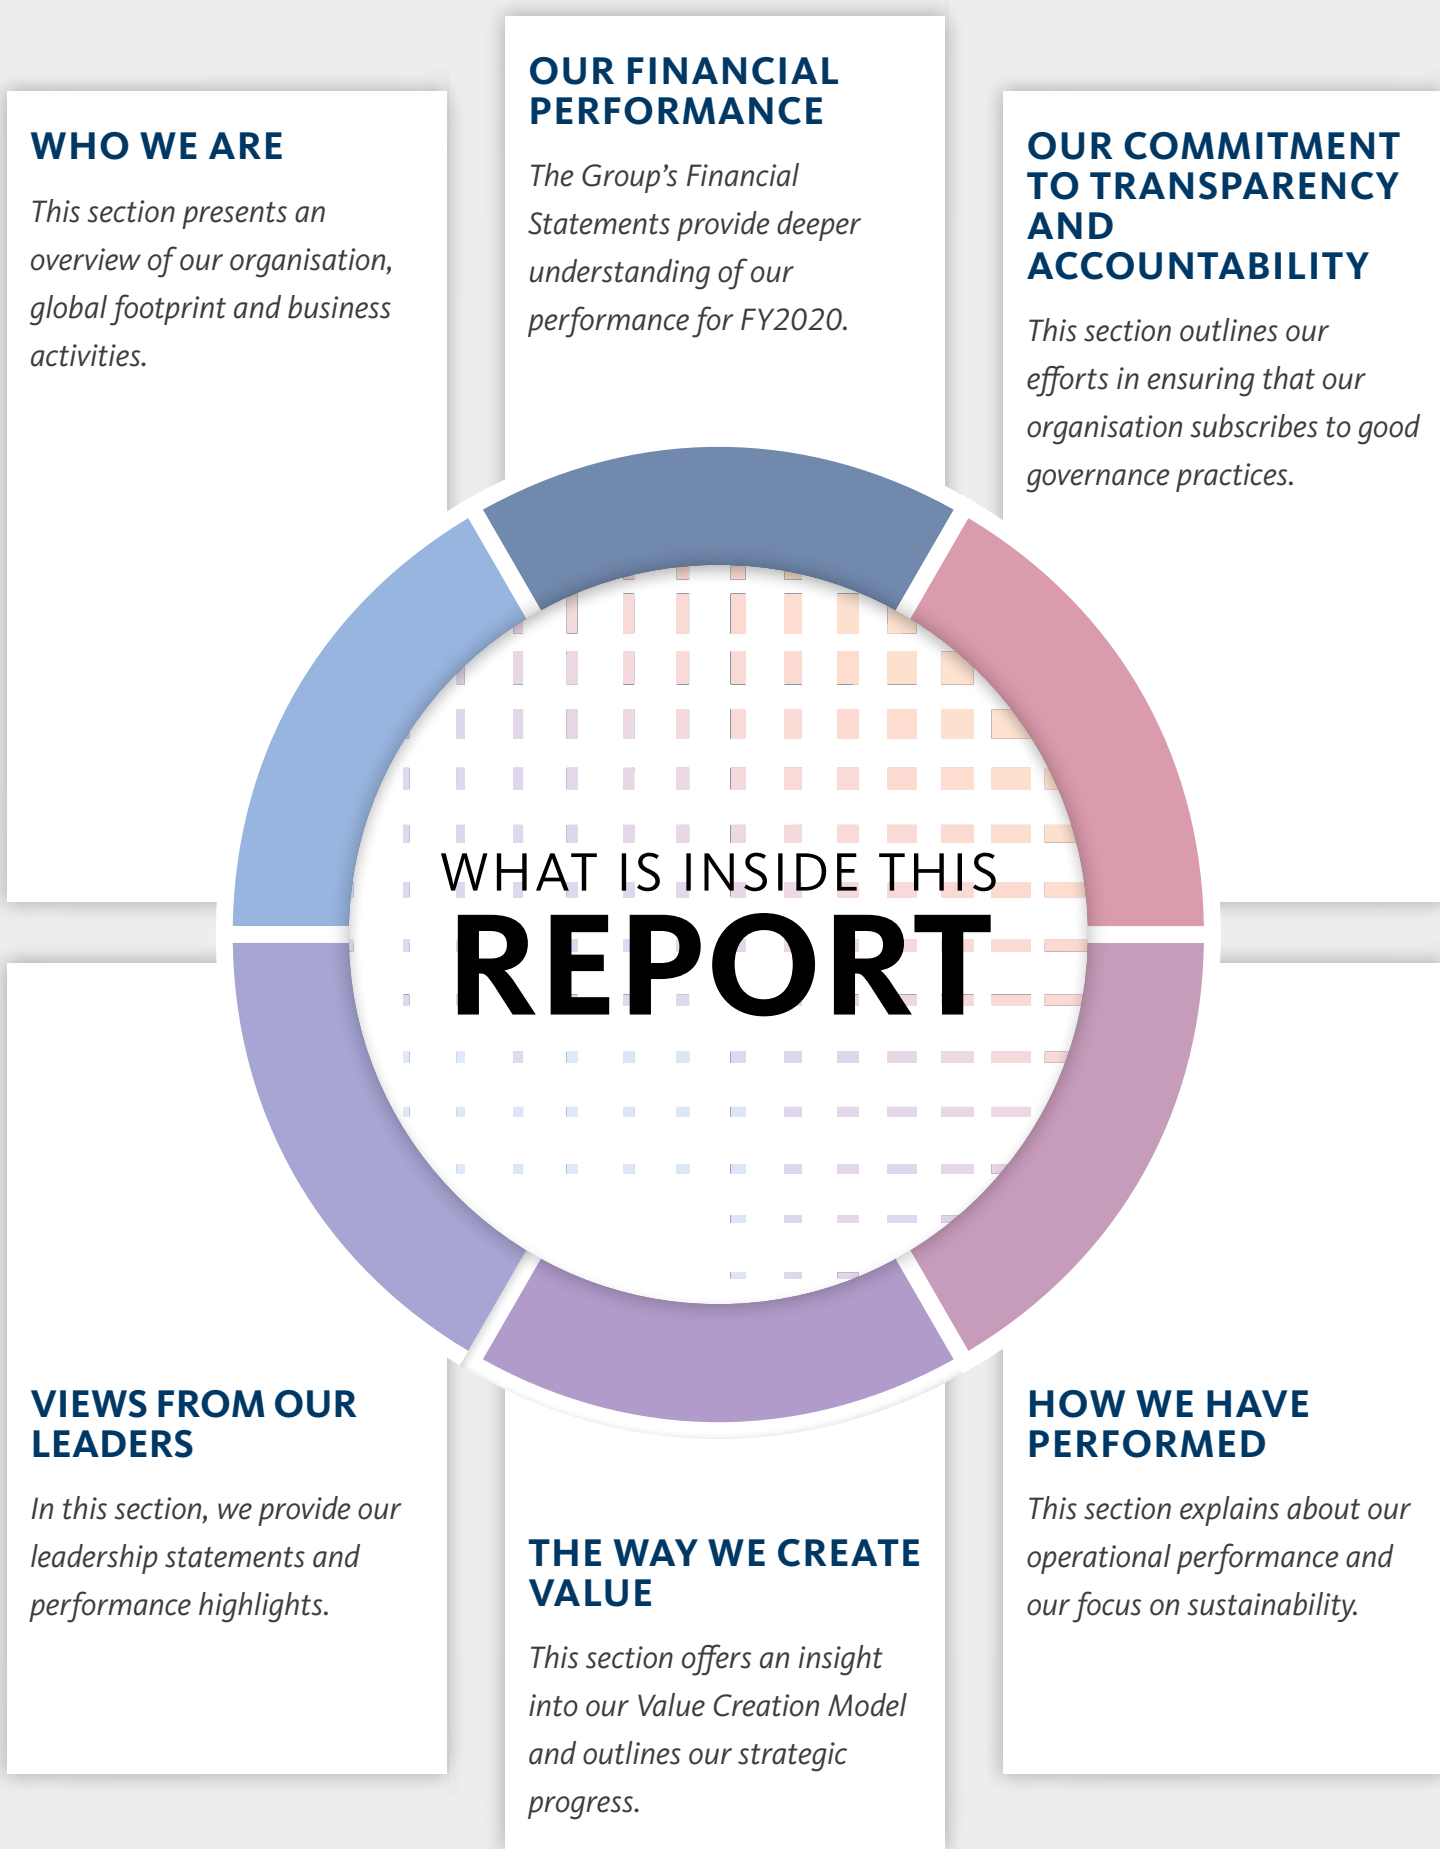 OUR FINANCIAL
PERFORMANCE
The Group’s Financial
Statements provide deeper
understanding of our
performance for FY2020.
WHO WE ARE
This section presents an
overview of our organisation,
global footprint and business
activities.
OUR COMMITMENT
TO TRANSPARENCY
AND
ACCOUNTABILITY
This section outlines our
efforts in ensuring that our
organisation subscribes to good
governance practices.
WHAT IS INSIDE THIS
REPORT
VIEWS FROM OUR
LEADERS
In this section, we provide our
leadership statements and
performance highlights.
THE WAY WE CREATE
VALUE
This section offers an insight
into our Value Creation Model
and outlines our strategic
progress.
HOW WE HAVE
PERFORMED
This section explains about our
operational performance and
our focus on sustainability.